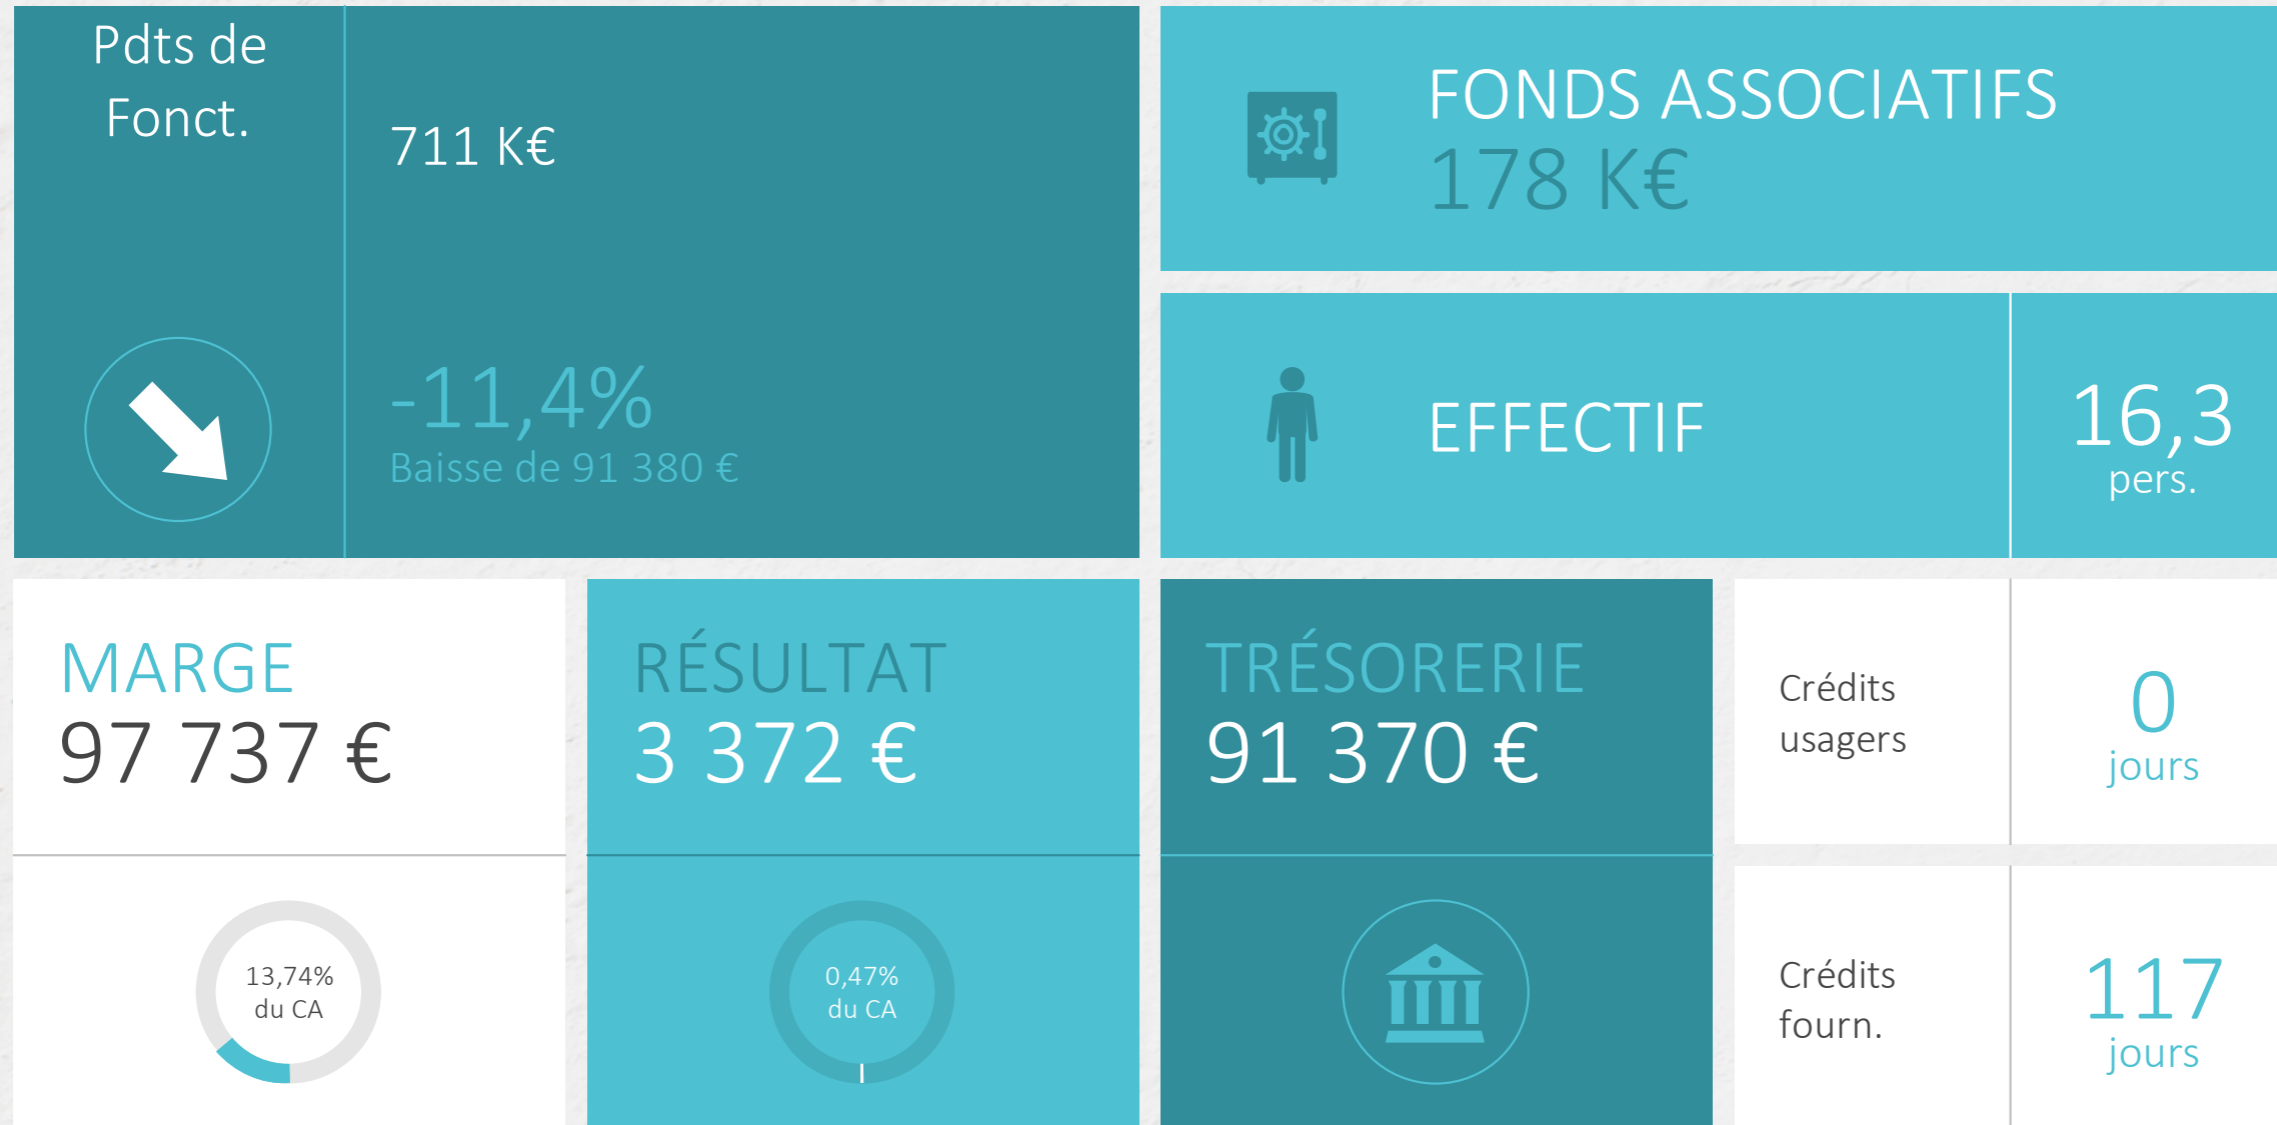 Pdts de
Fonct.
711 K€
-11,4%
Baisse de 91 380 €
FONDS ASSOCIATIFS
178 K€
EFFECTIF
16,3
pers.
MARGE
97 737 €
13,74%
du CA
RÉSULTAT
3 372 €
0,47%
du CA
TRÉSORERIE
91 370 €
Crédits
usagers
0
jours
Crédits
fourn.
117
jours